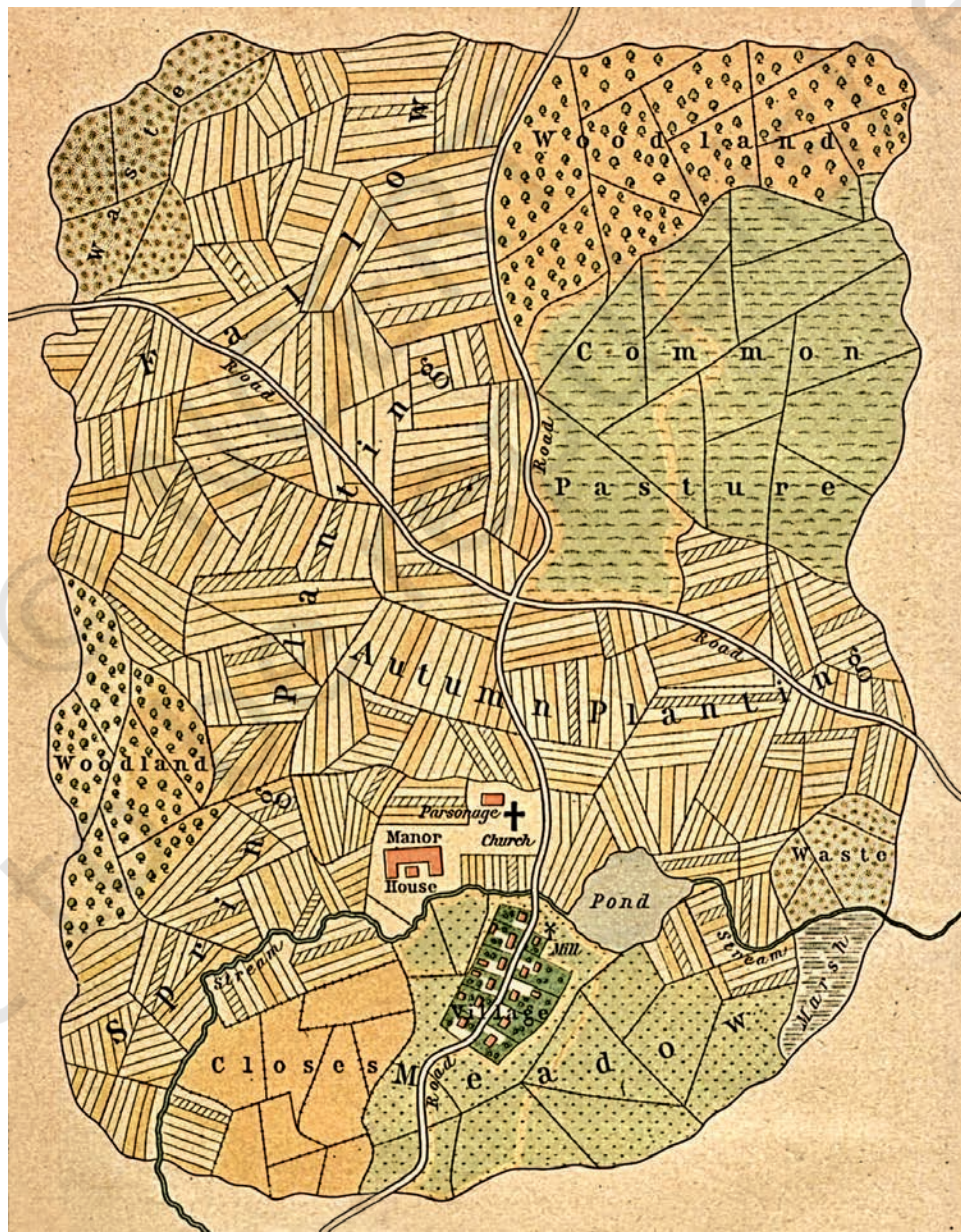 Waste
Fallow
Woodland
Common
Pasture
Road
Road
Spring Planting
Autumn Planting
Road
Woodland
Parsonage
Church
Manor
House
Waste
Pond
Mill
Stream
Stream
Marsh
Village
Closes
Meadow
Road